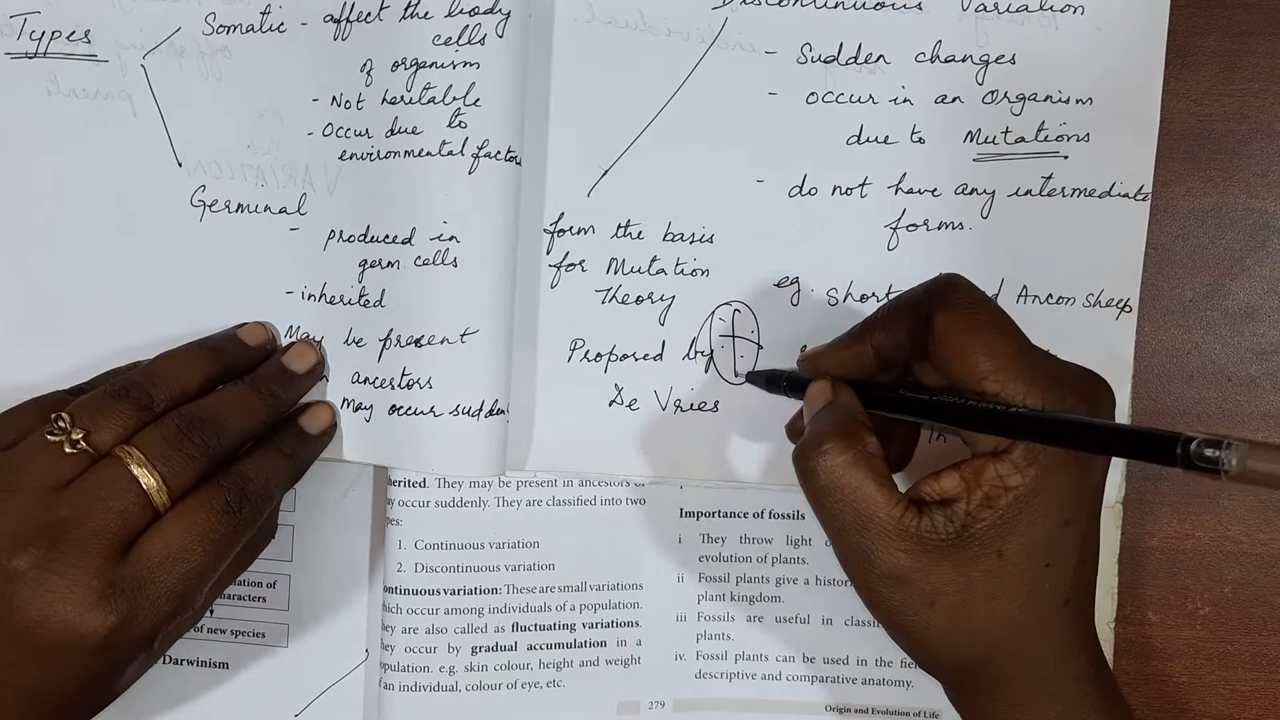 Types
Somatic - affect the body
cells
of organism
- Not heritable
- Occur due to
environmental factors
Germinal
- produced in
germ cells
- inherited
May be present
ancestors
May occur sudden
Discontinuous Variation
- Sudden changes
- occur in an Organism
due to Mutations
- do not have any intermediate
forms.
form the basis
for Mutation
Theory
Proposed by
De Vries
eg. Short Ancon sheep
in
VARIATION
herited. They may be present in ancestors or
ay occur suddenly. They are classified into two
pes:
1. Continuous variation
2. Discontinuous variation
ontinuous variation: These are small variations
hich occur among individuals of a population.
hey are also called as fluctuating variations.
hey occur by gradual accumulation in a
opulation. e.g. skin colour, height and weight
f an individual, colour of eye, etc.
Importance of fossils
i They throw light
evolution of plants.
ii Fossil plants give a histor
plant kingdom.
iii Fossils are useful in classi
plants.
iv. Fossil plants can be used in the fie
descriptive and comparative anatomy.
ation of
haracters
of new species
Darwinism
279
Origin and Evolution of Life